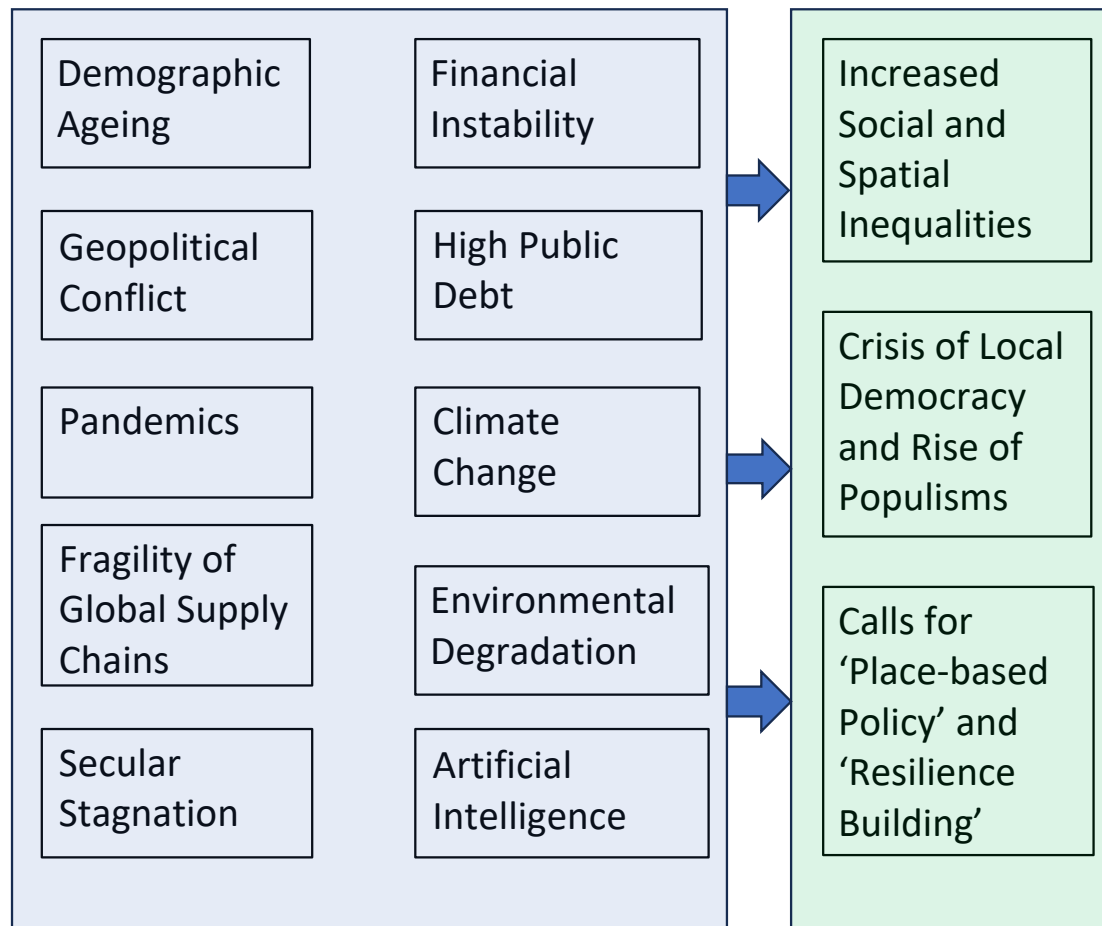 Demographic
Ageing
Financial
Instability
Geopolitical
Conflict
High Public
Debt
Pandemics
Climate
Change
Fragility of
Global Supply
Chains
Environmental
Degradation
Secular
Stagnation
Artificial
Intelligence
Increased
Social and
Spatial
Inequalities
Crisis of Local
Democracy
and Rise of
Populisms
Calls for
‘Place-based
Policy’ and
‘Resilience
Building’